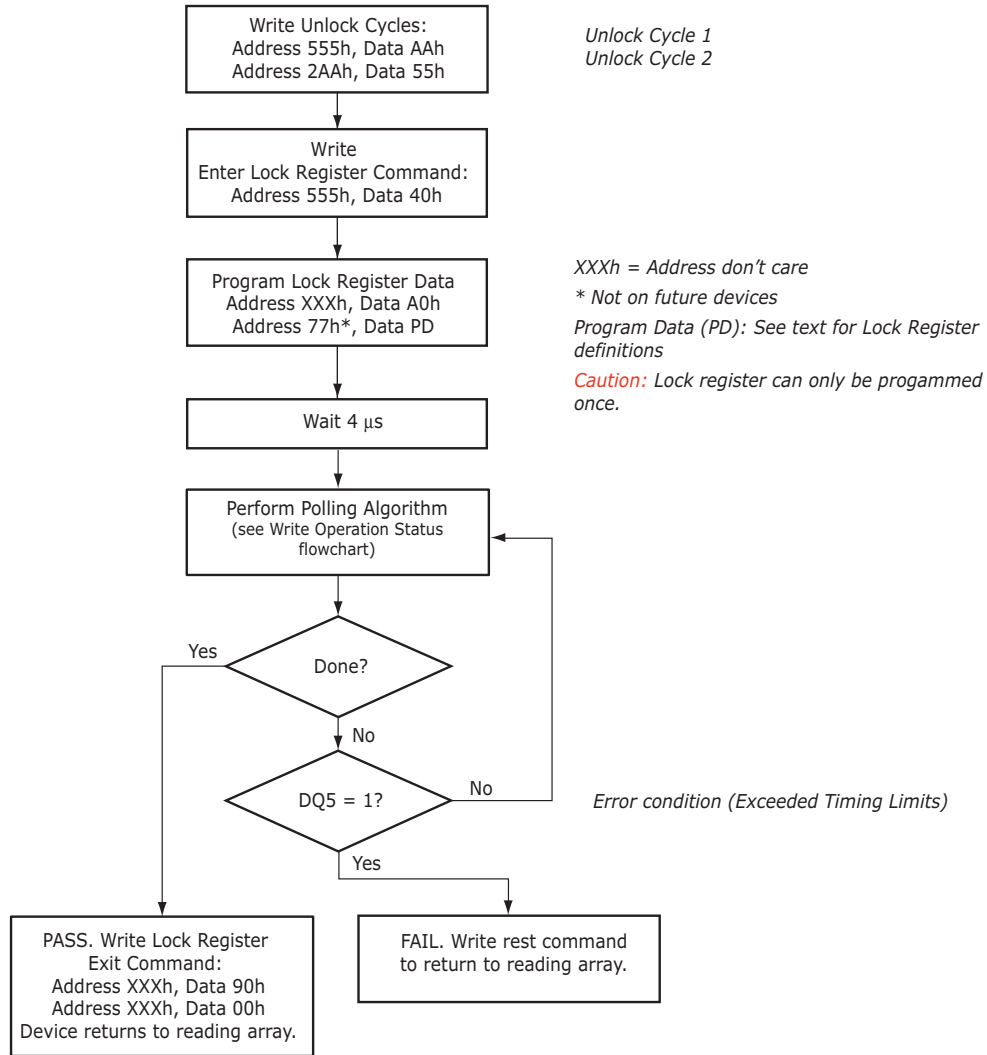 Write Unlock Cycles:
Address 555h, Data AAh
Address 2AAh, Data 55h
Unlock Cycle 1
Unlock Cycle 2
Write
Enter Lock Register Command:
Address 555h, Data 40h
Program Lock Register Data
Address XXXh, Data A0h
Address 77h*, Data PD
XXXh = Address don't care
* Not on future devices
Program Data (PD): See text for Lock Register
definitions
Caution: Lock register can only be progammed
once.
Wait 4 μs
Perform Polling Algorithm
(see Write Operation Status
flowchart)
Yes
Done?
No
DQ5 = 1?
No
Error condition (Exceeded Timing Limits)
Yes
PASS. Write Lock Register
Exit Command:
Address XXXh, Data 90h
Address XXXh, Data 00h
Device returns to reading array.
FAIL. Write rest command
to return to reading array.